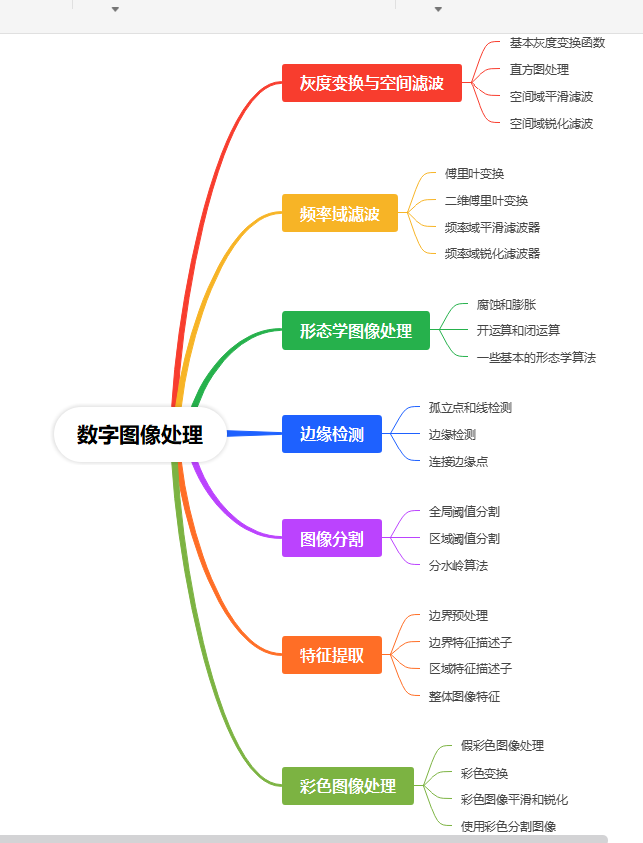 数字图像处理
灰度变换与空间滤波
基本灰度变换函数
直方图处理
空间域平滑滤波
空间域锐化滤波
频率域滤波
傅里叶变换
二维傅里叶变换
频率域平滑滤波器
频率域锐化滤波器
形态学图像处理
腐蚀和膨胀
开运算和闭运算
一些基本的形态学算法
边缘检测
孤立点和线检测
边缘检测
连接边缘点
图像分割
全局阈值分割
区域阈值分割
分水岭算法
特征提取
边界预处理
边界特征描述子
区域特征描述子
整体图像特征
彩色图像处理
假彩色图像处理
彩色变换
彩色图像平滑和锐化
使用彩色分割图像